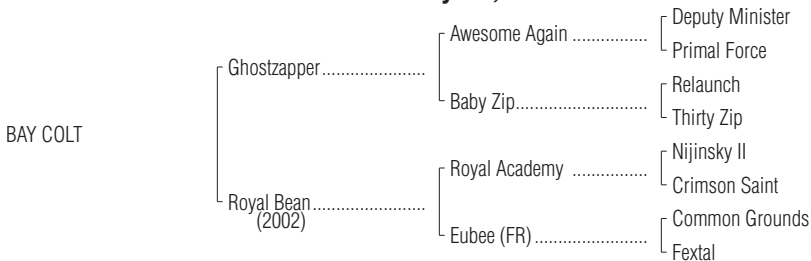 Deputy Minister
Awesome Again ..................
Primal Force
Ghostzapper......................
Relaunch
Baby Zip............................
Thirty Zip
BAY COLT
Nijinsky II
Royal Academy ................
Crimson Saint
Royal Bean........................
(2002)
Common Grounds
Eubee (FR)........................
Fextal